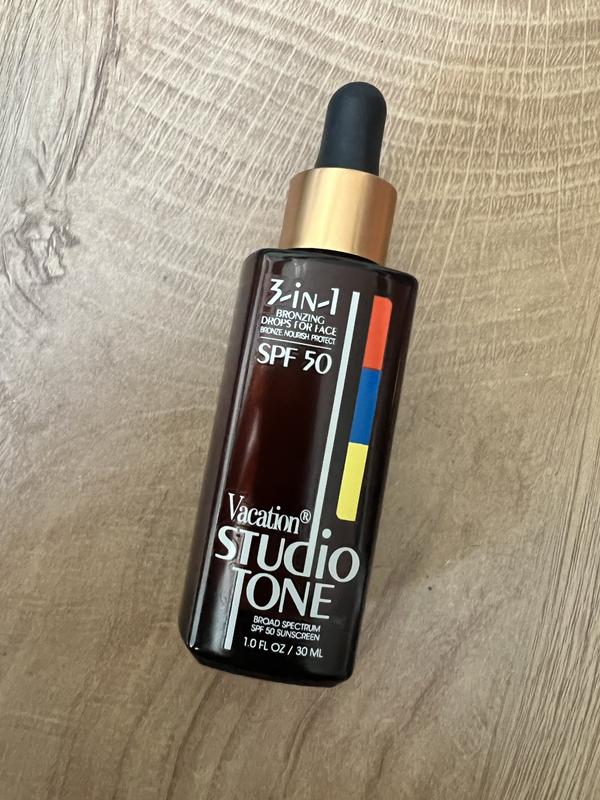 3-in-1
BRONZING
DROPS FOR FACE
BRONZE. NOURISH. PROTECT
SPF 50
Vacation®
STUdio
TONE
BROAD SPECTRUM
SPF 50 SUNSCREEN
1.0 FL OZ / 30 ML